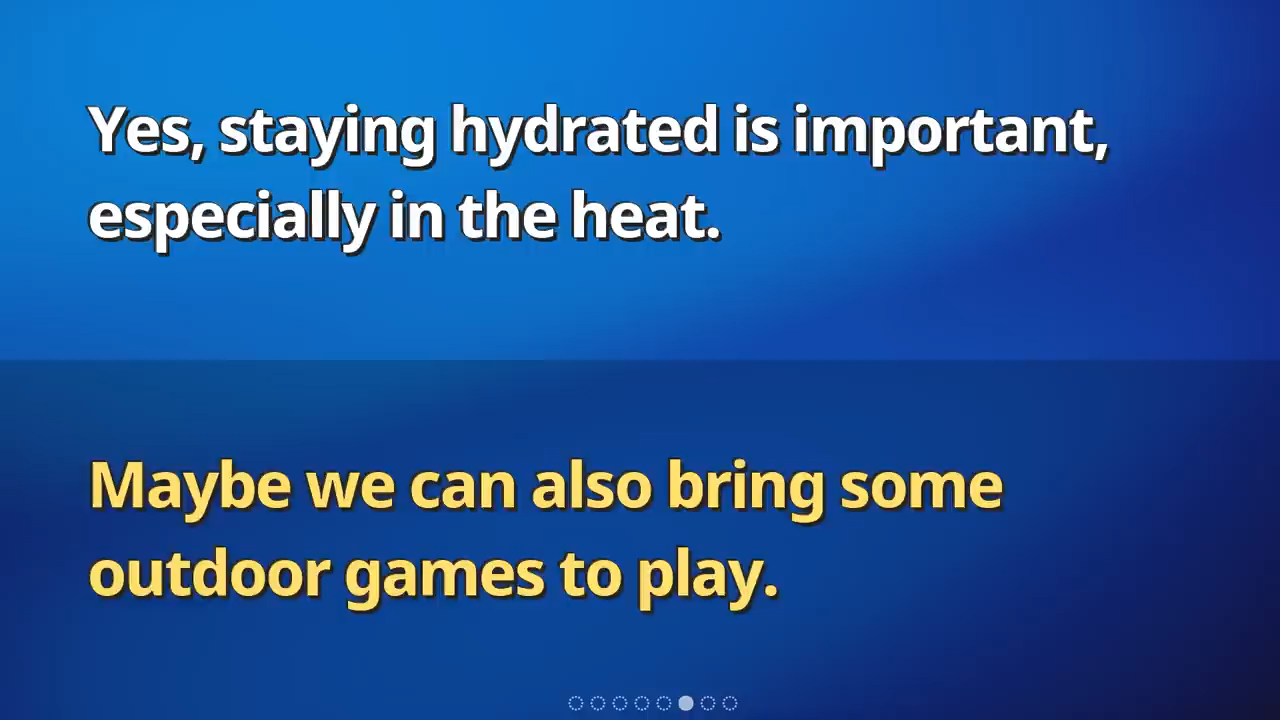 Yes, staying hydrated is important,
especially in the heat.
Maybe we can also bring some
outdoor games to play.